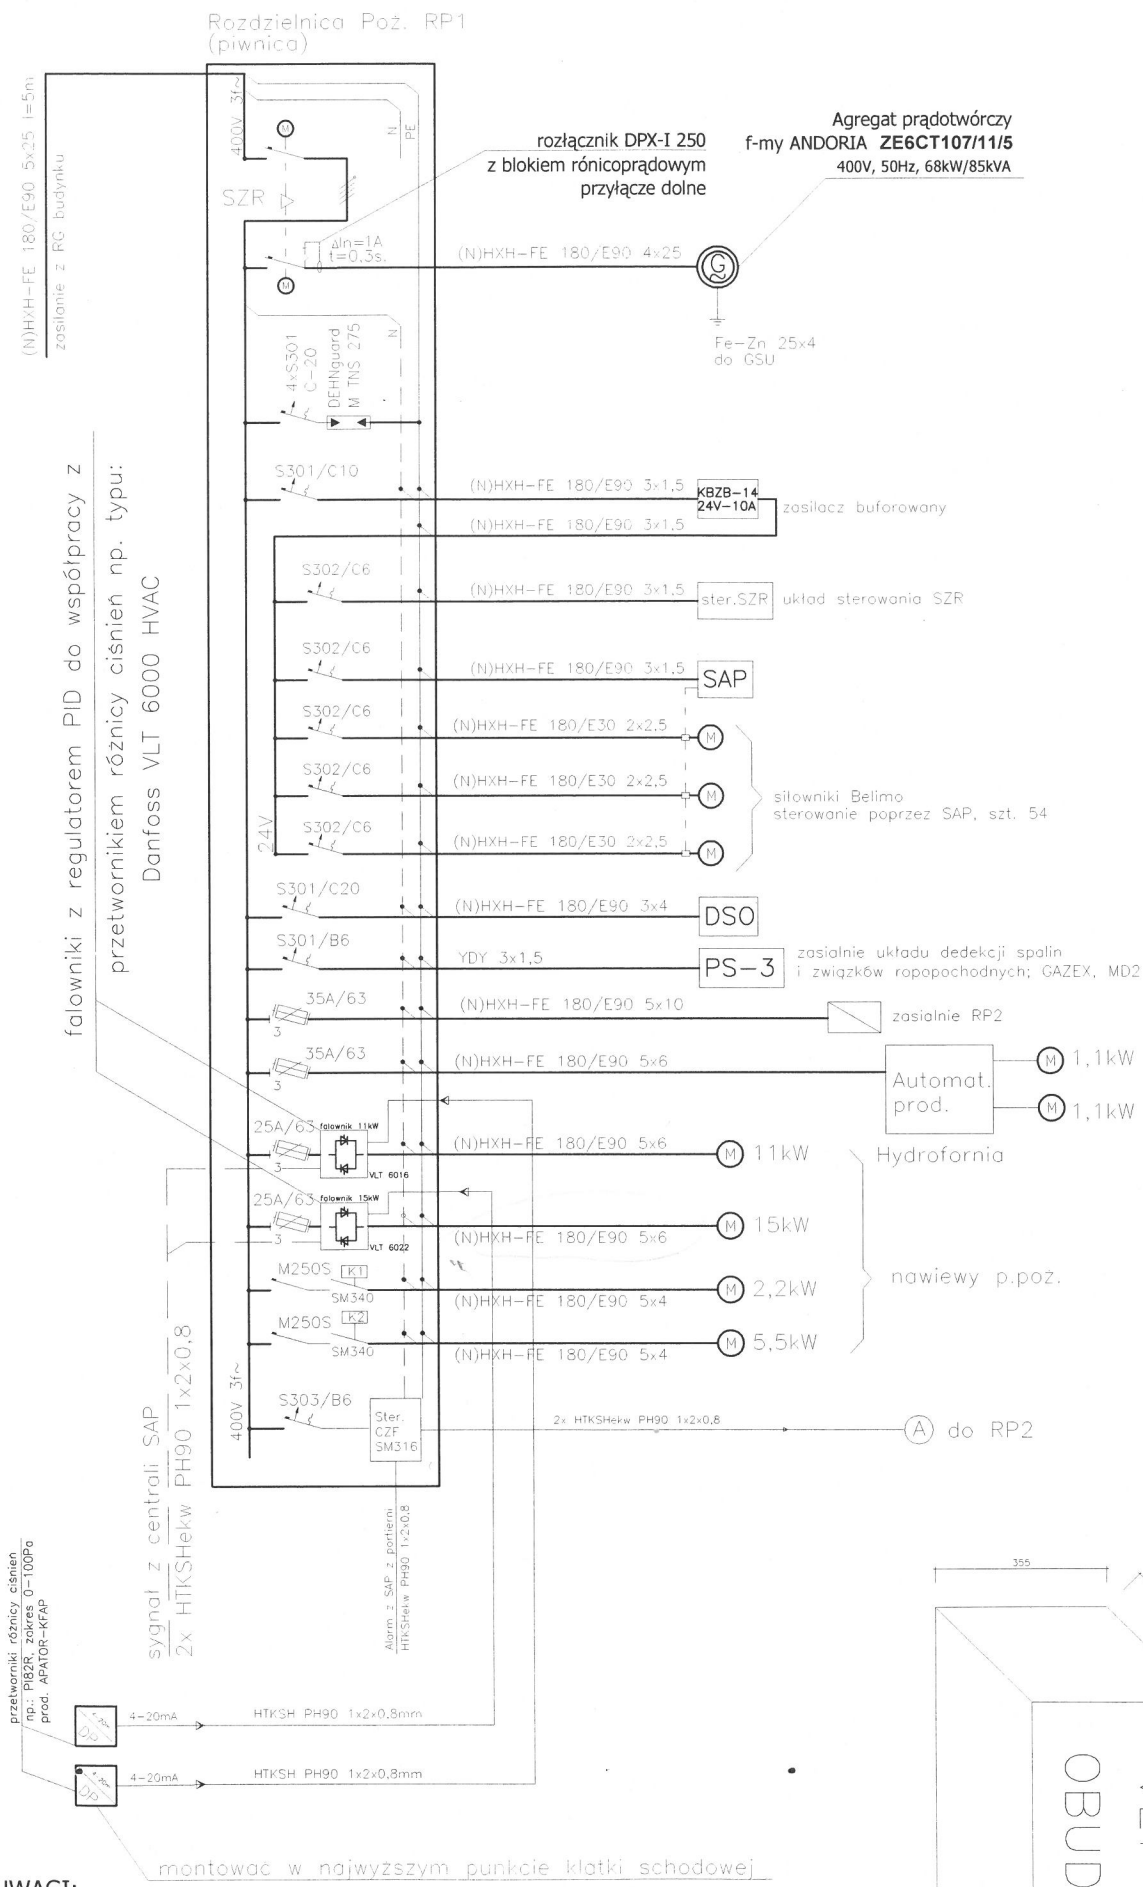 Rozdzielnica Poż. RP1
(piwnica)
(N)HXH-FE 180/E90 5x25 l=5m
zasilanie z RG budynku
400V 3f~
N
PE
M
SZR
rozłącznik DPX-I 250
z blokiem rónicoprądowym
przyłącze dolne
Agregat prądotwórczy
f-my ANDORIA ZE6CT107/11/5
400V, 50Hz, 68kW/85kVA
ΔIn=1A
t=0.3s.
M
(N)HXH-FE 180/E90 4x25
G
Fe-Zn 25x4
do GSU
N
4xS301
C-20
DEHNguard
M TNS 275
S301/C10
(N)HXH-FE 180/E90 3x1,5
KBZB-14
24V-10A
zasilacz buforowany
(N)HXH-FE 180/E90 3x1,5
S302/C6
(N)HXH-FE 180/E90 3x1,5
ster.SZR
układ sterowania SZR
S302/C6
(N)HXH-FE 180/E90 3x1,5
SAP
S302/C6
(N)HXH-FE 180/E30 2x2,5
M
S302/C6
(N)HXH-FE 180/E30 2x2,5
M
siłowniki Belimo
sterowanie poprzez SAP, szt. 54
24V
S302/C6
(N)HXH-FE 180/E30 2x2,5
M
falowniki z regulatorem PID do współpracy z
przetwornikiem różnicy ciśnień np. typu:
Danfoss VLT 6000 HVAC
S301/C20
(N)HXH-FE 180/E90 3x4
DSO
S301/B6
YDY 3x1,5
PS-3
zasialnie układu dedekcji spalin
i związków ropopochodnych; GAZEX, MD2
35A/63
3
(N)HXH-FE 180/E90 5x10
zasialnie RP2
35A/63
3
(N)HXH-FE 180/E90 5x6
Automat.
prod.
M 1,1kW
M 1,1kW
Hydrofornia
25A/63
3
falownik 11kW
VLT 6016
(N)HXH-FE 180/E90 5x6
M 11kW
25A/63
3
falownik 15kW
VLT 6022
(N)HXH-FE 180/E90 5x6
M 15kW
M250S
K1
SM340
(N)HXH-FE 180/E90 5x4
M 2,2kW
nawiewy p.poż.
M250S
K2
SM340
(N)HXH-FE 180/E90 5x4
M 5,5kW
400V 3f~
S303/B6
Ster.
CZF
SM316
2x HTKSHekw PH90 1x2x0,8
A do RP2
sygnał z centrali SAP
2x HTKSHekw PH90 1x2x0,8
Alarm z SAP z portierni
HTKSHekw PH90 1x2x0,8
przetworniki różnicy ciśnień
np.: PI82R, zakres 0-100Pa
prod. APATOR-KFAP
4-20m
DP
4-20mA
HTKSH PH90 1x2x0,8mm
4-20m
DP
4-20mA
HTKSH PH90 1x2x0,8mm
montować w najwyższym punkcie klatki schodowej
355
OBUD